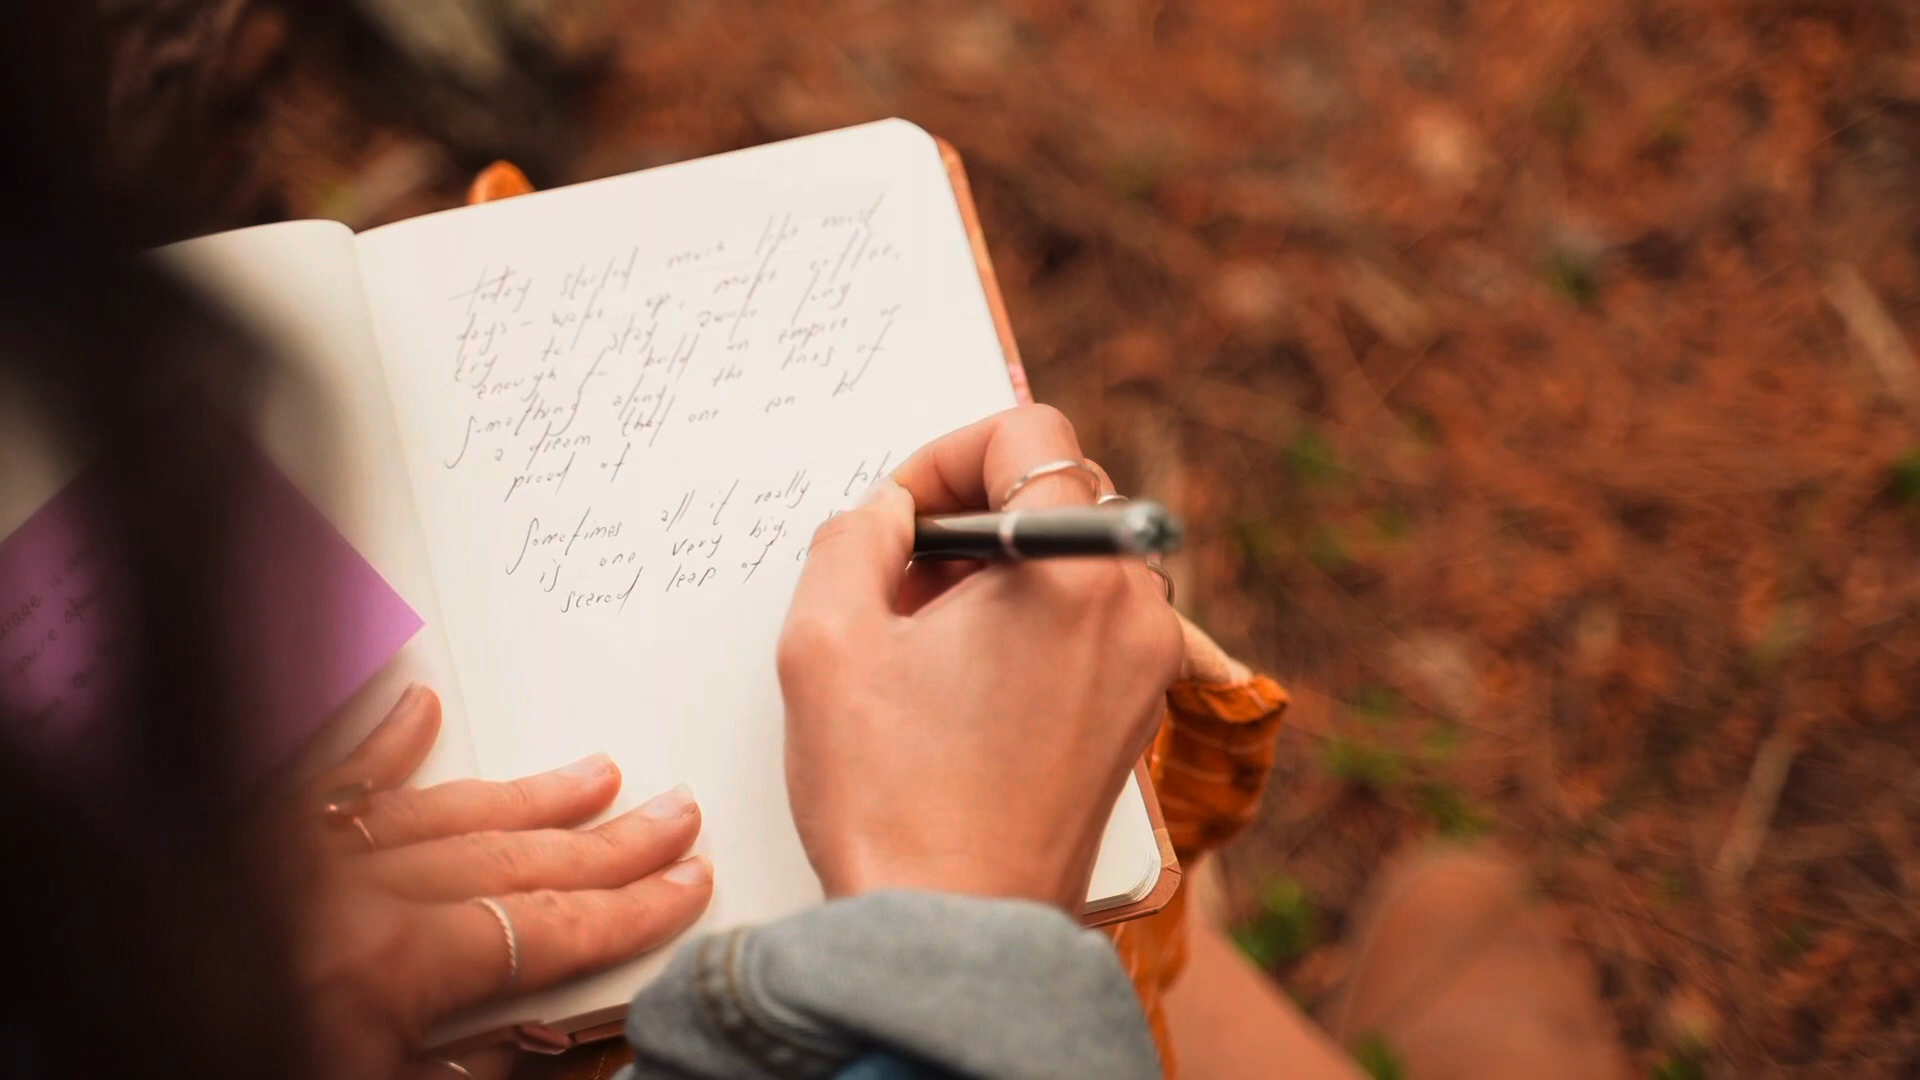 today started much like most
days - wake up, make coffee,
try to stay awake long
enough to build an empire or
something along the lines of
a dream that one can be
proud of
Sometimes all it really
is one very big,
scared leap of